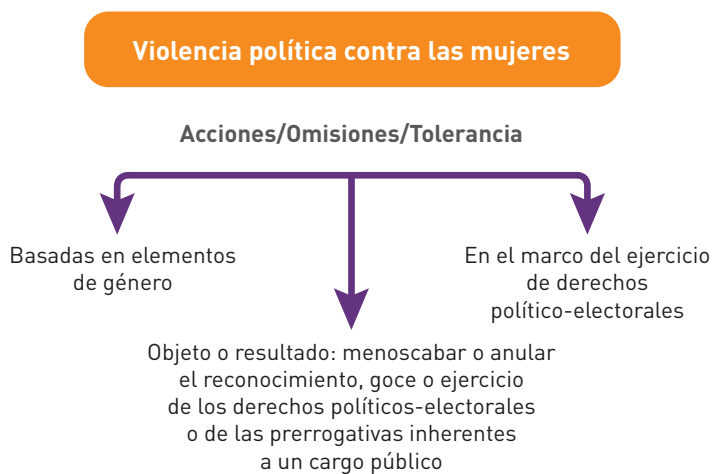 Violencia política contra las mujeres
Acciones/Omisiones/Tolerancia
Basadas en elementos
de género
Objeto o resultado: menoscabar o anular
el reconocimiento, goce o ejercicio
de los derechos políticos-electorales
o de las prerrogativas inherentes
a un cargo público
En el marco del ejercicio
de derechos
político-electorales